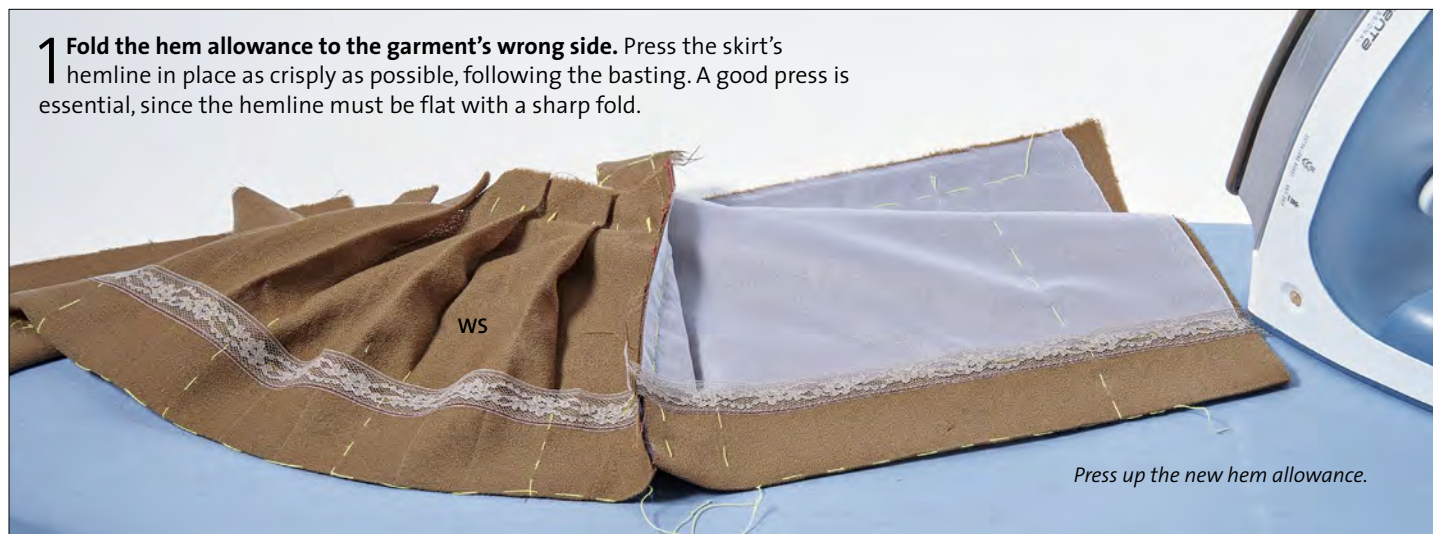 1 Fold the hem allowance to the garment's wrong side. Press the skirt's
hemline in place as crisply as possible, following the basting. A good press is
essential, since the hemline must be flat with a sharp fold.
WS
Press up the new hem allowance.